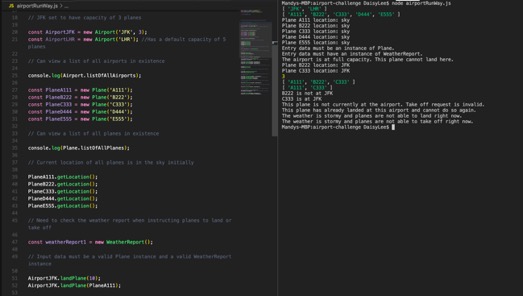 airportRunWay.js > ...
18
// JFK set to have capacity of 3 planes
19
20 const AirportJFK = new Airport('JFK', 3);
21 const AirportLHR = new Airport('LHR'); //Has a default capacity of 5
planes
22
23 // Can view a list of all airports in existence
24
25 console.log(Airport.listOfAllAirports);
26
27 const PlaneA111 = new Plane('A111');
28 const PlaneB222 = new Plane('B222');
29 const PlaneC333 = new Plane('C333');
30 const PlaneD444 = new Plane('D444');
31 const PlaneE555 = new Plane('E555');
32
33 // Can view a list of all planes in existence
34
35 console.log(Plane.listOfAllPlanes);
36
37 // Current location of all planes is in the sky initially
38
39 PlaneA111.getLocation();
40 PlaneB222.getLocation();
41 PlaneC333.getLocation();
42 PlaneD444.getLocation();
43 PlaneE555.getLocation();
44
45 // Need to check the weather report when instructing planes to land or
take off
46
47 const weatherReport1 = new WeatherReport();
48
49 // Input data must be a valid Plane instance and a valid WeatherReport
instance
50
51 AirportJFK.landPlane(10);
52 AirportJFK.landPlane(PlaneA111);
53
Mandys-MBP:airport-challenge DaisyLee$ node airportRunWay.js
[ 'JFK', 'LHR' ]
[ 'A111', 'B222', 'C333', 'D444', 'E555' ]
Plane A111 location: sky
Plane B222 location: sky
Plane C333 location: sky
Plane D444 location: sky
Plane E555 location: sky
Entry data must be an instance of Plane.
Entry data must have an instance of WeatherReport.
The airport is at full capacity. This plane cannot land here.
Plane B222 location: JFK
Plane C333 location: JFK
3
[ 'A111', 'B222', 'C333' ]
[ 'A111', 'C333' ]
B222 is not at JFK
C333 is at JFK
This plane is not currently at the airport. Take off request is invalid.
This plane has already landed at this airport and cannot do so again.
The weather is stormy and planes are not able to land right now.
The weather is stormy and planes are not able to take off right now.
Mandys-MBP:airport-challenge DaisyLee$